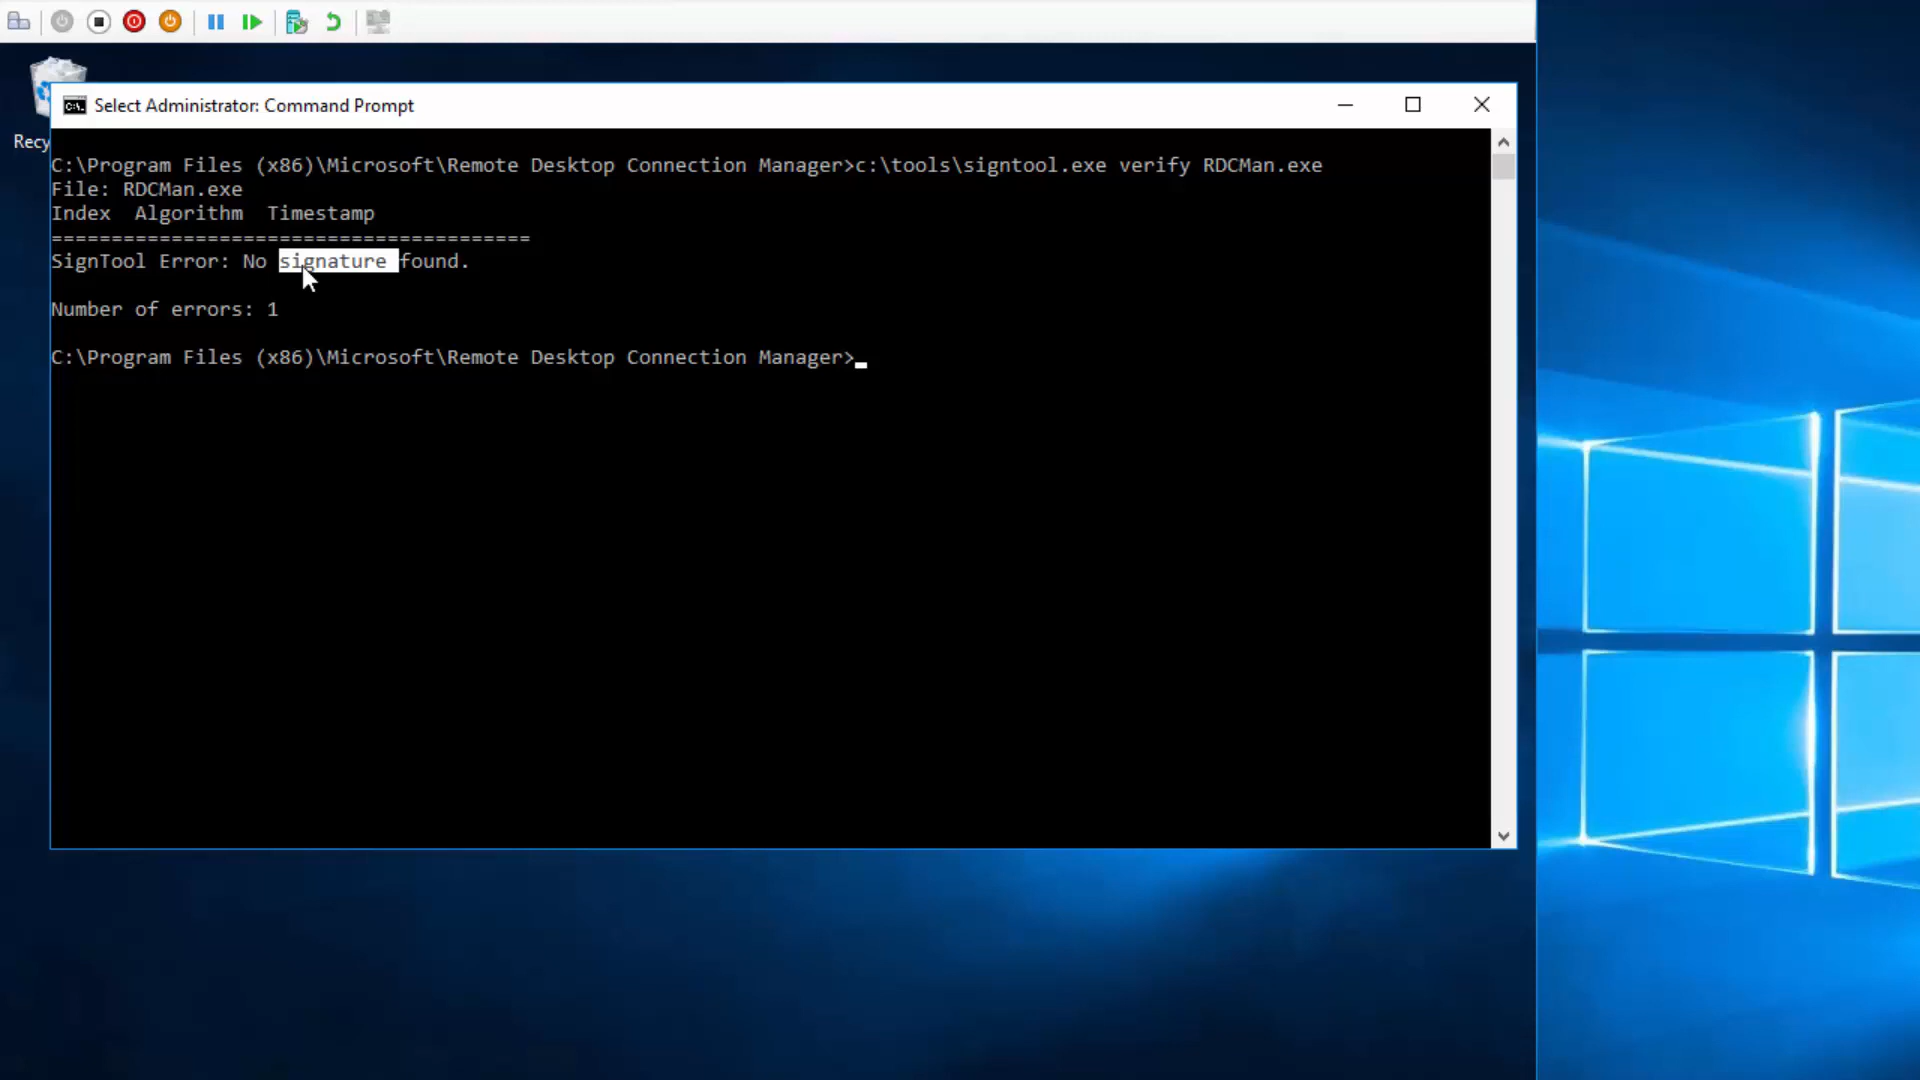 Select Administrator: Command Prompt
Recy
C:\Program Files (x86)\Microsoft\Remote Desktop Connection Manager>c:\tools\signtool.exe verify RDCMan.exe
File: RDCMan.exe
Index  Algorithm  Timestamp
========================================
SignTool Error: No signature found.
Number of errors: 1
C:\Program Files (x86)\Microsoft\Remote Desktop Connection Manager>